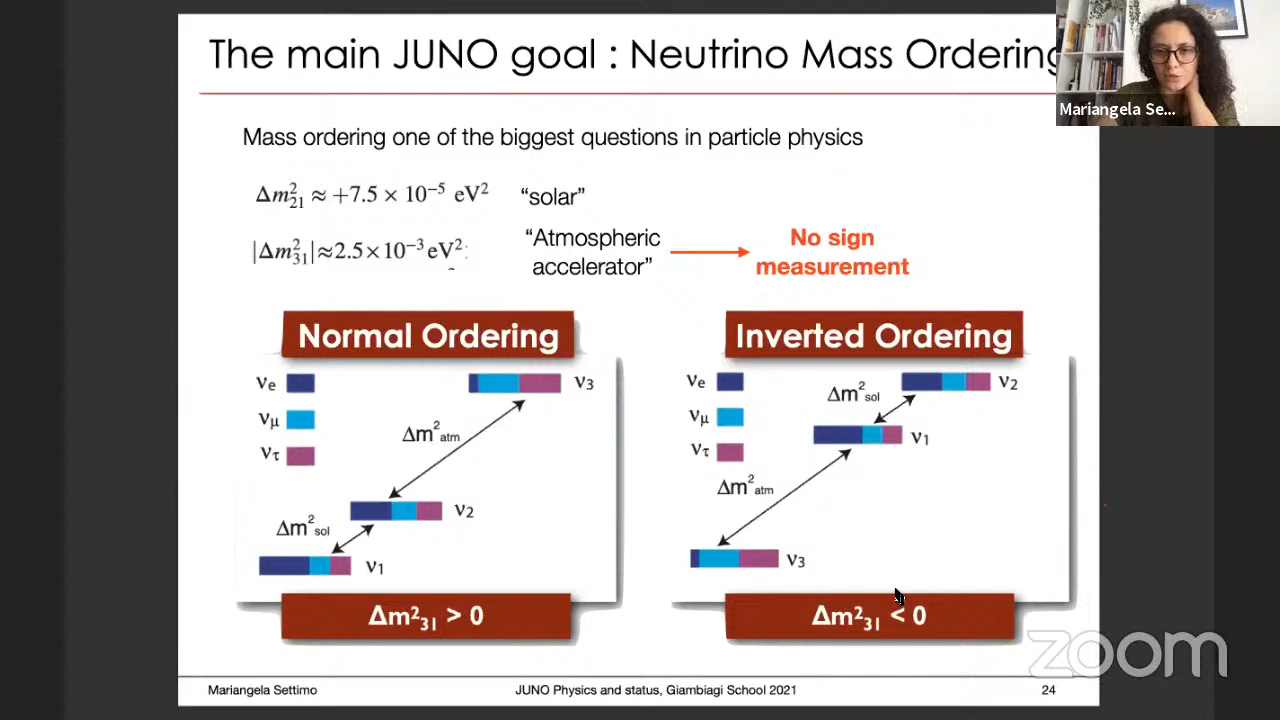 The main JUNO goal : Neutrino Mass Ordering
Mariangela Se...
Mass ordering one of the biggest questions in particle physics
Δm²₂₁ ≈ +7.5 × 10⁻⁵ eV² "solar"
|Δm²₃₁|≈2.5×10⁻³ eV²
"Atmospheric
accelerator"
No sign
measurement
Normal Ordering
νe
νμ
ντ
ν3
Δm²atm
ν2
Δm²sol
ν1
Δm²₃₁ > 0
Inverted Ordering
νe
νμ
ντ
ν2
Δm²sol
ν1
Δm²atm
ν3
Δm²₃₁ < 0
zoom
Mariangela Settimo JUNO Physics and status, Giambiagi School 2021 24